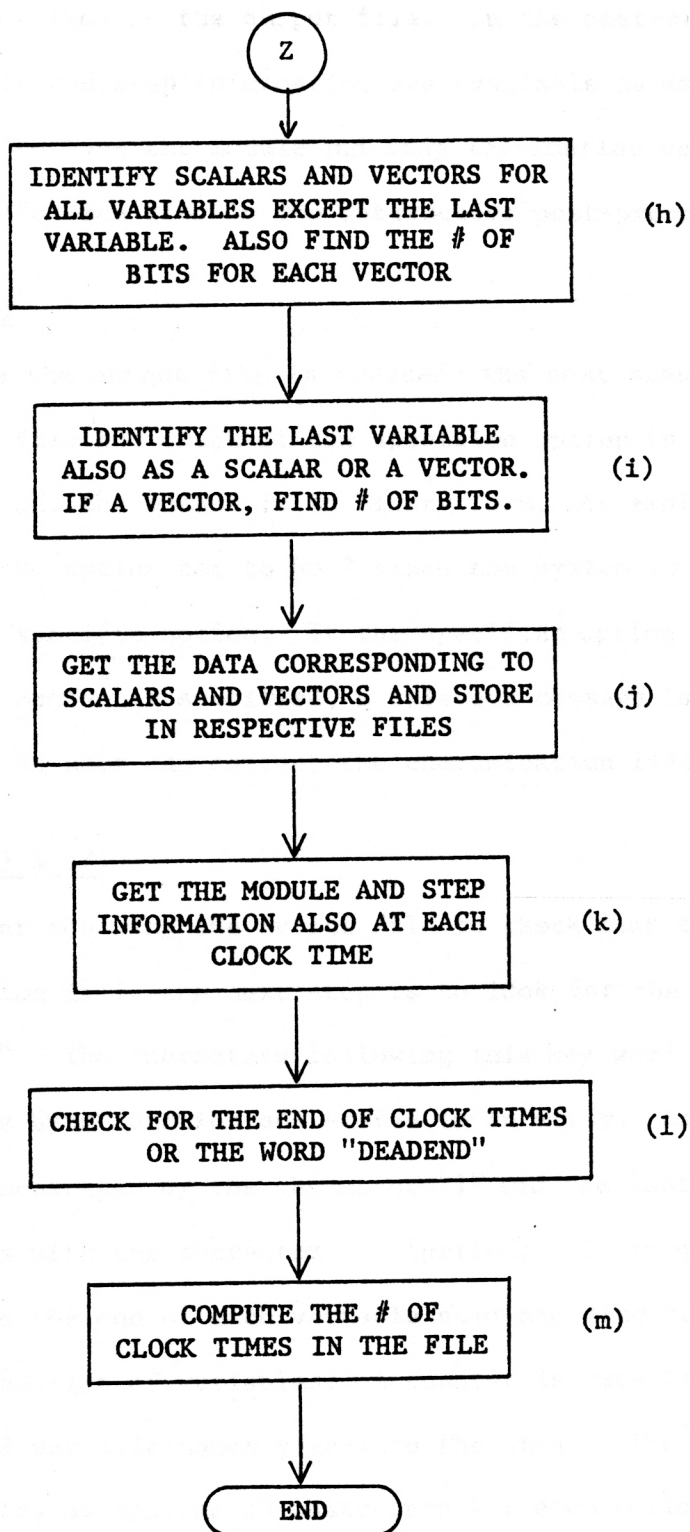 Z
IDENTIFY SCALARS AND VECTORS FOR
ALL VARIABLES EXCEPT THE LAST
VARIABLE. ALSO FIND THE # OF
BITS FOR EACH VECTOR
(h)
IDENTIFY THE LAST VARIABLE
ALSO AS A SCALAR OR A VECTOR.
IF A VECTOR, FIND # OF BITS.
(i)
GET THE DATA CORRESPONDING TO
SCALARS AND VECTORS AND STORE
IN RESPECTIVE FILES
(j)
GET THE MODULE AND STEP
INFORMATION ALSO AT EACH
CLOCK TIME
(k)
CHECK FOR THE END OF CLOCK TIMES
OR THE WORD "DEADEND"
(l)
COMPUTE THE # OF
CLOCK TIMES IN THE FILE
(m)
END